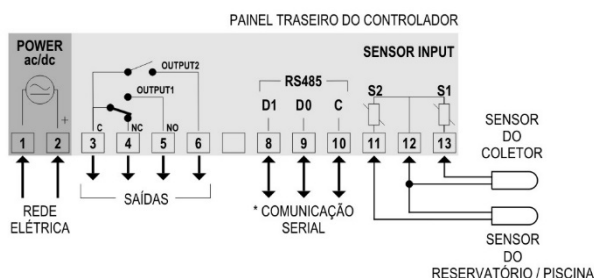 PAINEL TRASEIRO DO CONTROLADOR
POWER
ac/dc
SENSOR INPUT
OUTPUT2
OUTPUT1
RS485
D1 D0 C
S2 S1
+
C NC NO
1 2 3 4 5 6 8 9 10 11 12 13
REDE
ELÉTRICA
SAÍDAS
* COMUNICAÇÃO
SERIAL
SENSOR
DO
COLETOR
SENSOR
DO
RESERVATÓRIO / PISCINA